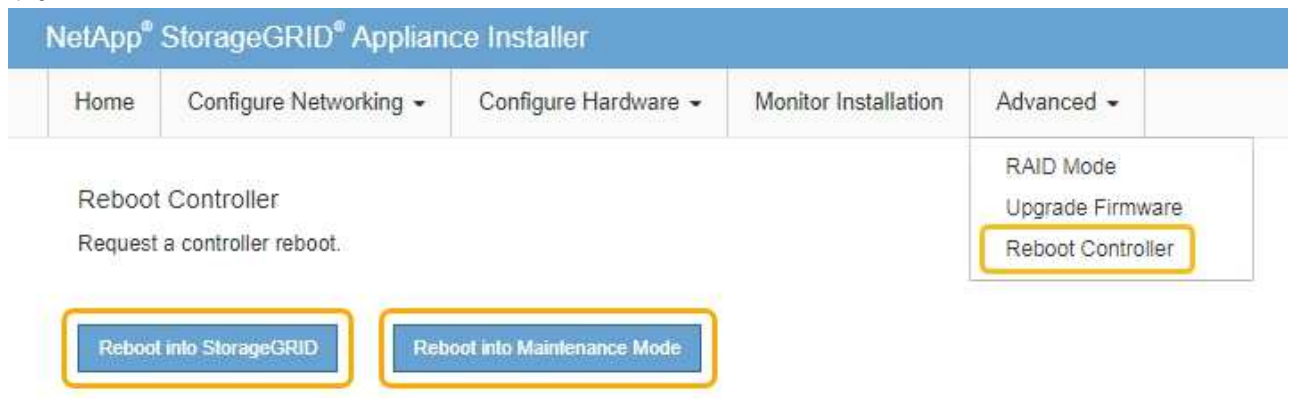 NetApp® StorageGRID® Appliance Installer
Home Configure Networking Configure Hardware Monitor Installation Advanced
RAID Mode
Upgrade Firmware
Reboot Controller
Reboot Controller
Request a controller reboot.
Reboot into StorageGRID Reboot into Maintenance Mode